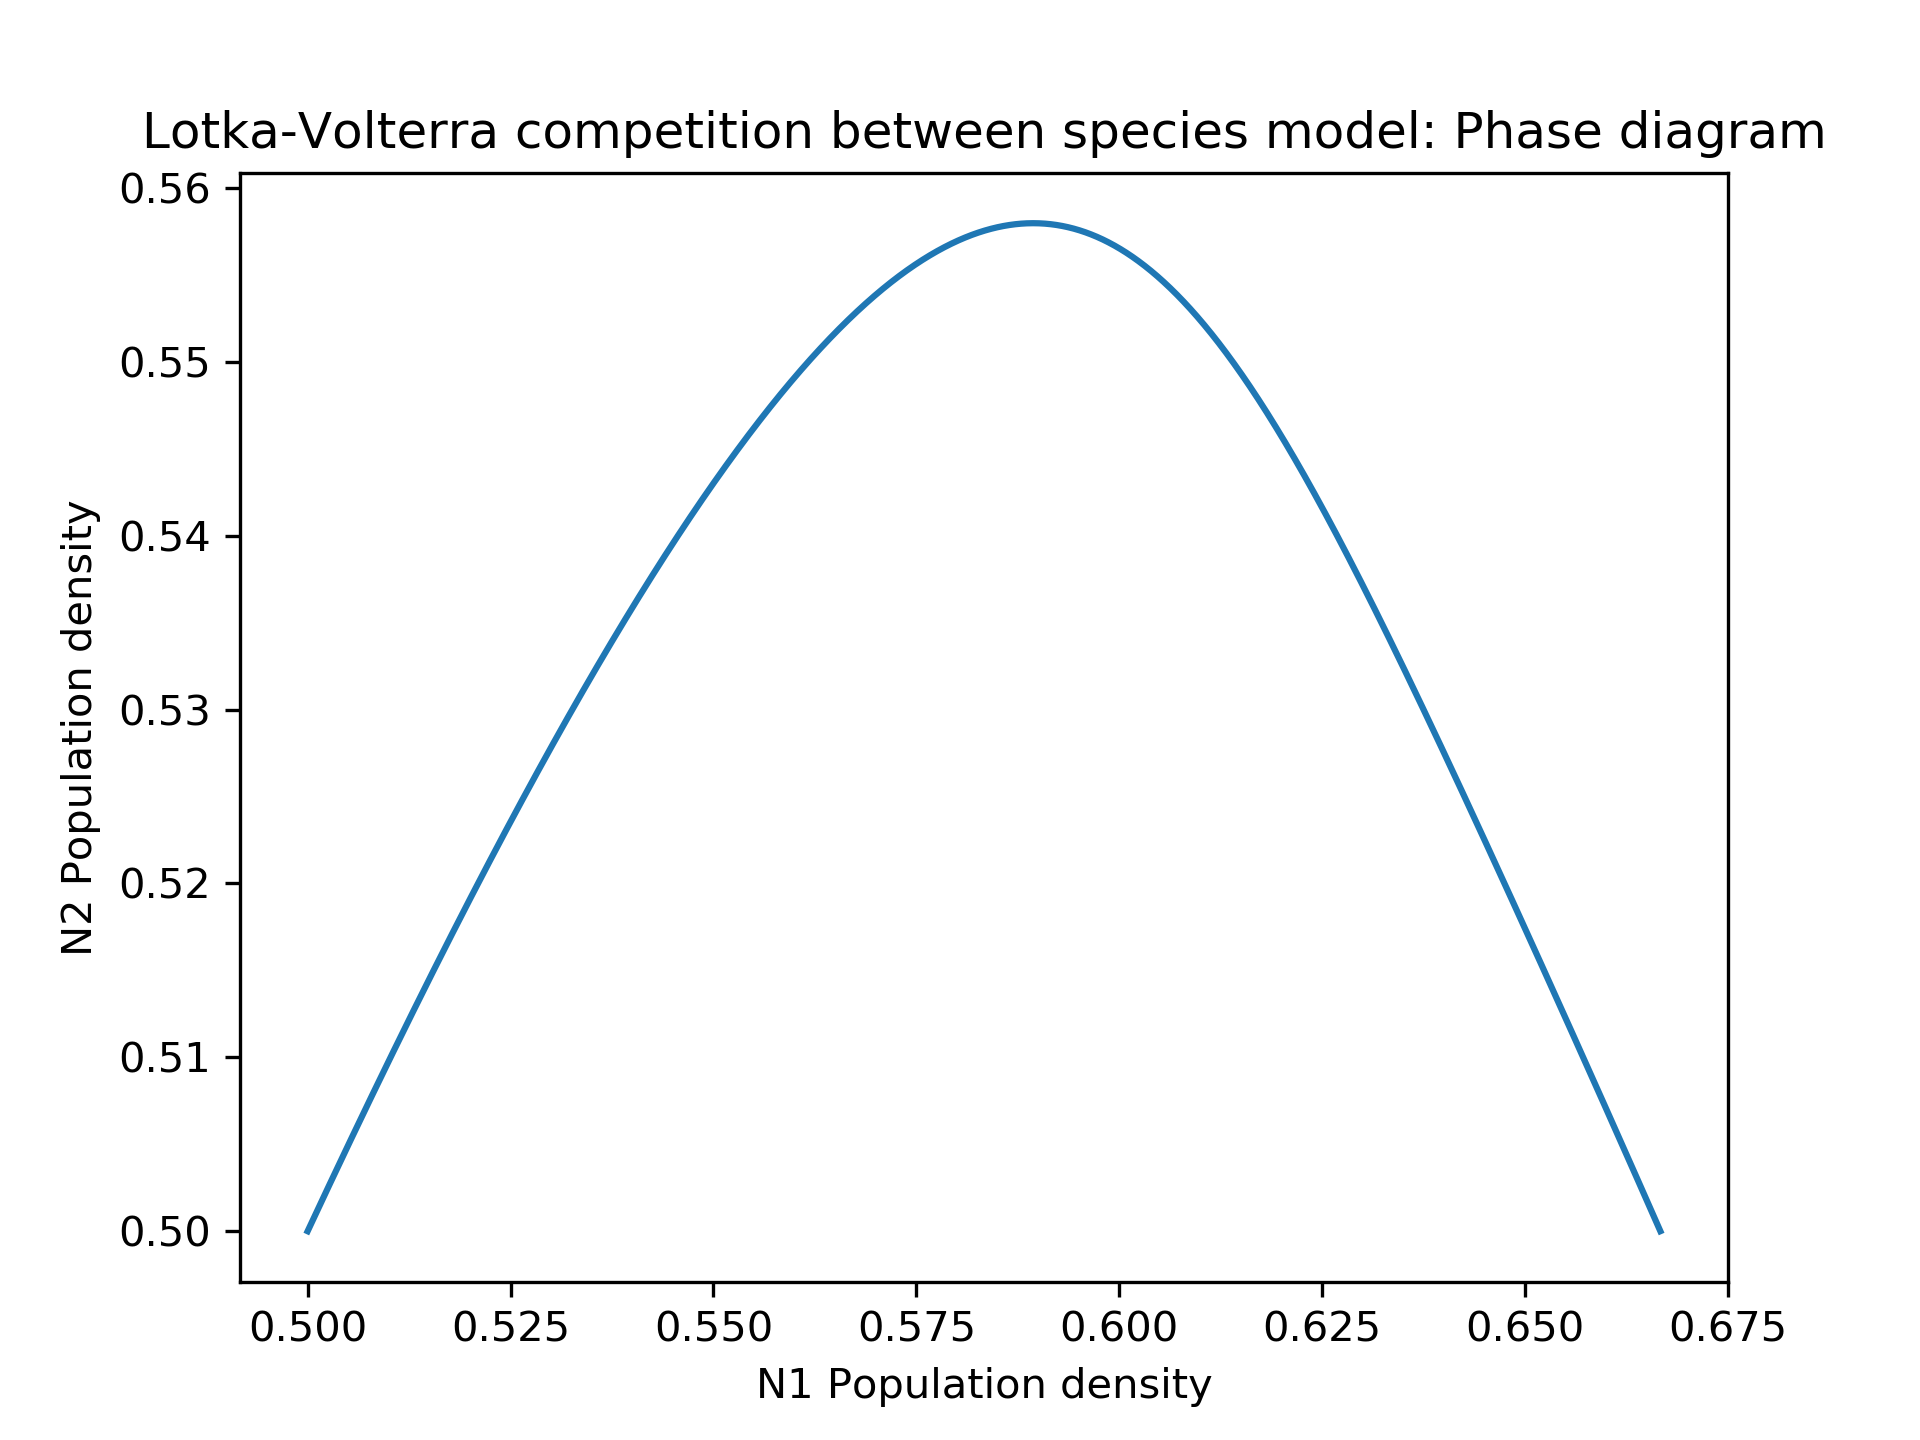 Lotka-Volterra competition between species model: Phase diagram
0.56
0.55
0.54
0.53
0.52
0.51
0.50
N2 Population density
0.500 0.525 0.550 0.575 0.600 0.625 0.650 0.675
N1 Population density